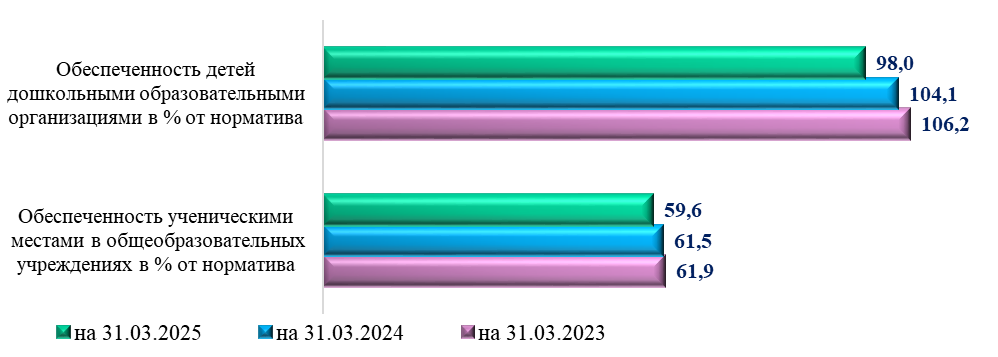 Обеспеченность детей
дошкольными образовательными
организациями в % от норматива
98,0
104,1
106,2
Обеспеченность ученическими
местами в общеобразовательных
учреждениях в % от норматива
59,6
61,5
61,9
на 31.03.2025 на 31.03.2024 на 31.03.2023